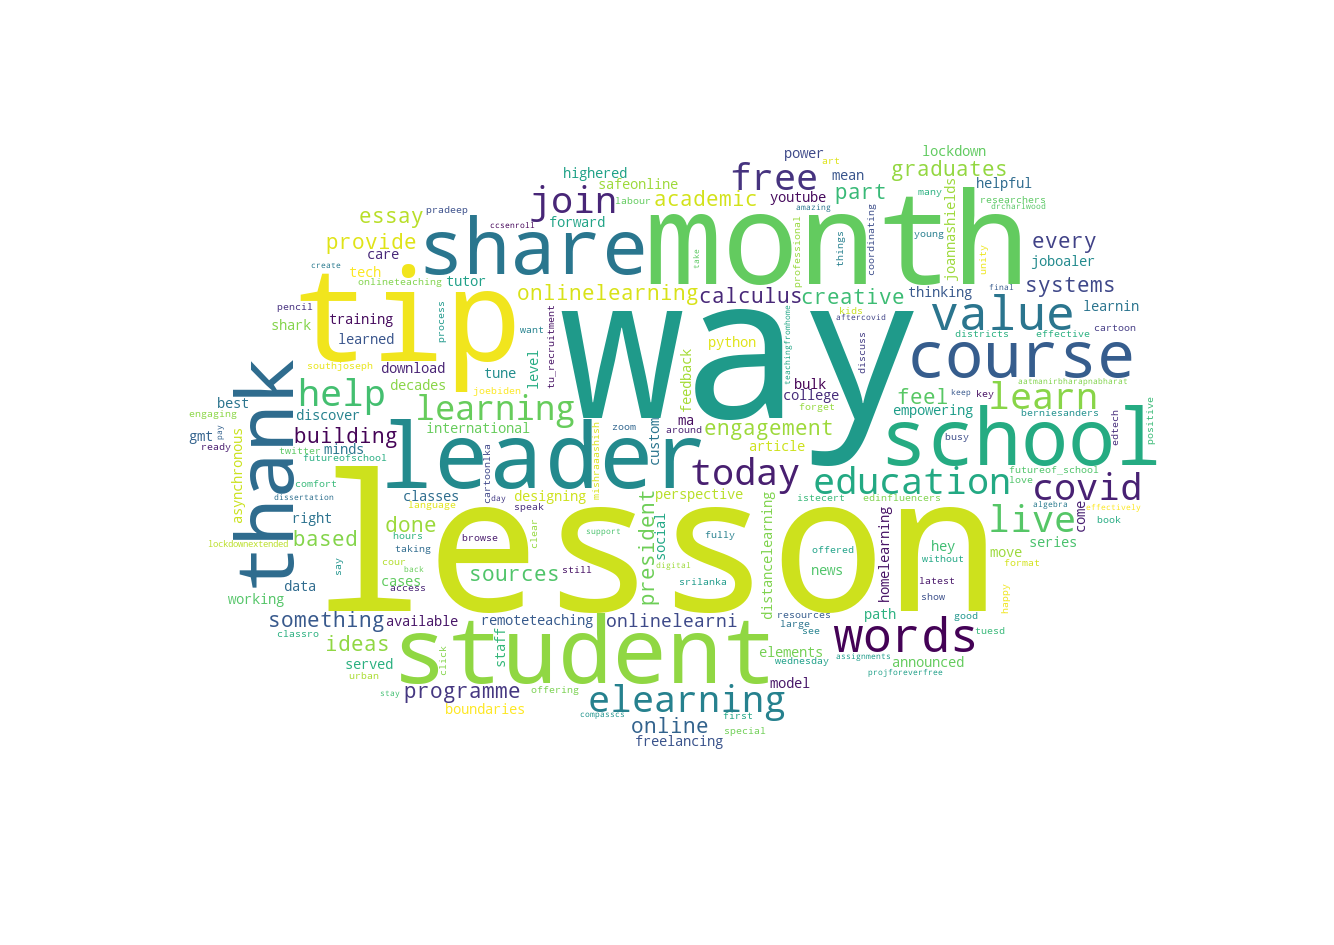 power
art
lockdown
highered
free
mean
graduates
safeonline
youtube
part
helpful
join
labour
academic
many
researchers
essay
pradeep
amazing
drcharlwood
ccsenroll
forward
month
share
provide
things
coordinating
young
joannashields
every
care
take
professional
unity
joboaler
create
tech
onlineteaching
tutor
onlinelearning
calculus
creative
thinking
final
systems
tip
way
kids
value
learnin
pencil
shark
training
process
want
tu_recruitment
aftercovid
districts
effective
cartoon
learned
python
teachingfromhome
discuss
course
southjoseph
download
tune
level
feedback
thank
help
decades
joebiden
bulk
college
feel
keep
key
aatmanirbharapnabharat
learn
berniesanders
best
discover
learning
forget
empowering
engaging
gmt
pay
ready
building
international
zoom
custom
ma
around
engagement
busy
school
edtech
positive
twitter
minds
leader
article
futureofschool
asynchronous
comfort
cartoonlka
mishraaashish
today
education
futureof_school
love
covid
dissertation
classes
day
designing
perspective
istecert
edinfluencers
language
speak
algebra
effectively
right
lesson
live
come
book
done
president
social
based
hours
browse
clear
support
fully
hey
series
lockdownextended
taking
offered
without
move
say
cour
back
sources
still
digital
distancelearning
news
homelearning
format
data
cases
access
srilanka
latest
working
show
happy
something
available
remoteteaching
onlinelearni
resources
large
path
good
classro
student
staff
see
words
tuesd
ideas
click
elements
wednesday
assignments
announced
served
urban
projforeverfree
stay
programme
offering
elearning
model
boundaries
compasscs
first
online
special
freelancing